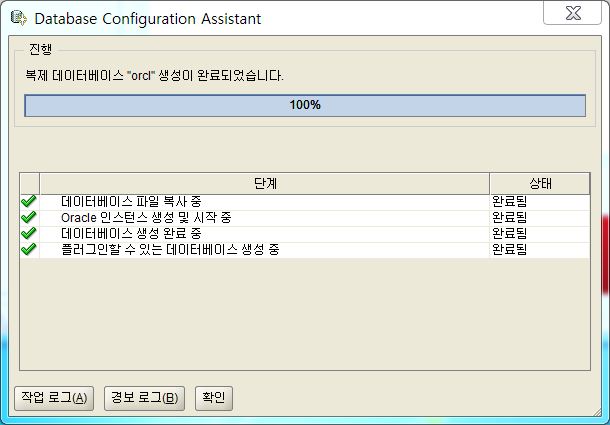 Database Configuration Assistant
진행
복제 데이터베이스 "orcl" 생성이 완료되었습니다.
100%
단계 상태
데이터베이스 파일 복사 중 완료됨
Oracle 인스턴스 생성 및 시작 중 완료됨
데이터베이스 생성 완료 중 완료됨
플러그인할 수 있는 데이터베이스 생성 중 완료됨
작업 로그(A) 경보 로그(B) 확인